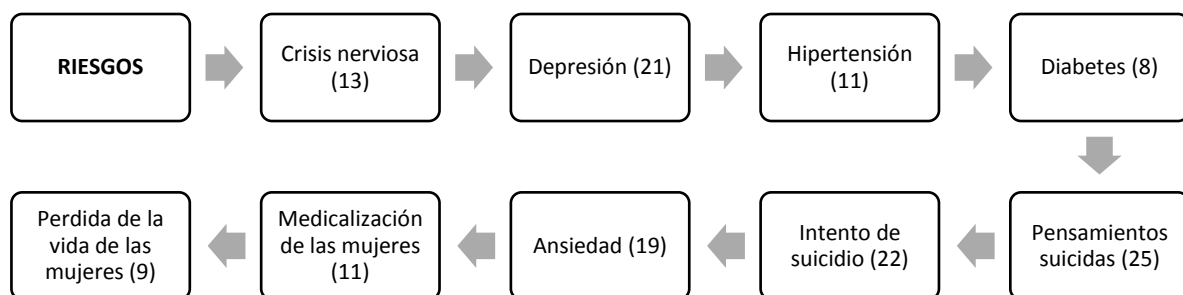 RIESGOS
Crisis nerviosa
(13)
Depresión (21)
Hipertensión
(11)
Diabetes (8)
Pensamientos
suicidas (25)
Intento de
suicidio (22)
Ansiedad (19)
Medicalización
de las mujeres
(11)
Perdida de la
vida de las
mujeres (9)